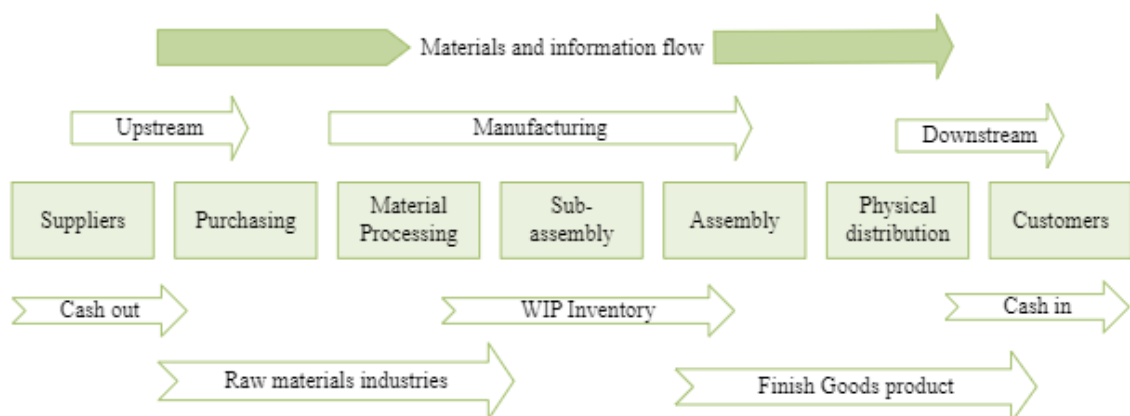 Materials and information flow
Upstream
Manufacturing
Downstream
Suppliers
Purchasing
Material
Processing
Sub-
assembly
Assembly
Physical
distribution
Customers
Cash out
WIP Inventory
Cash in
Raw materials industries
Finish Goods product